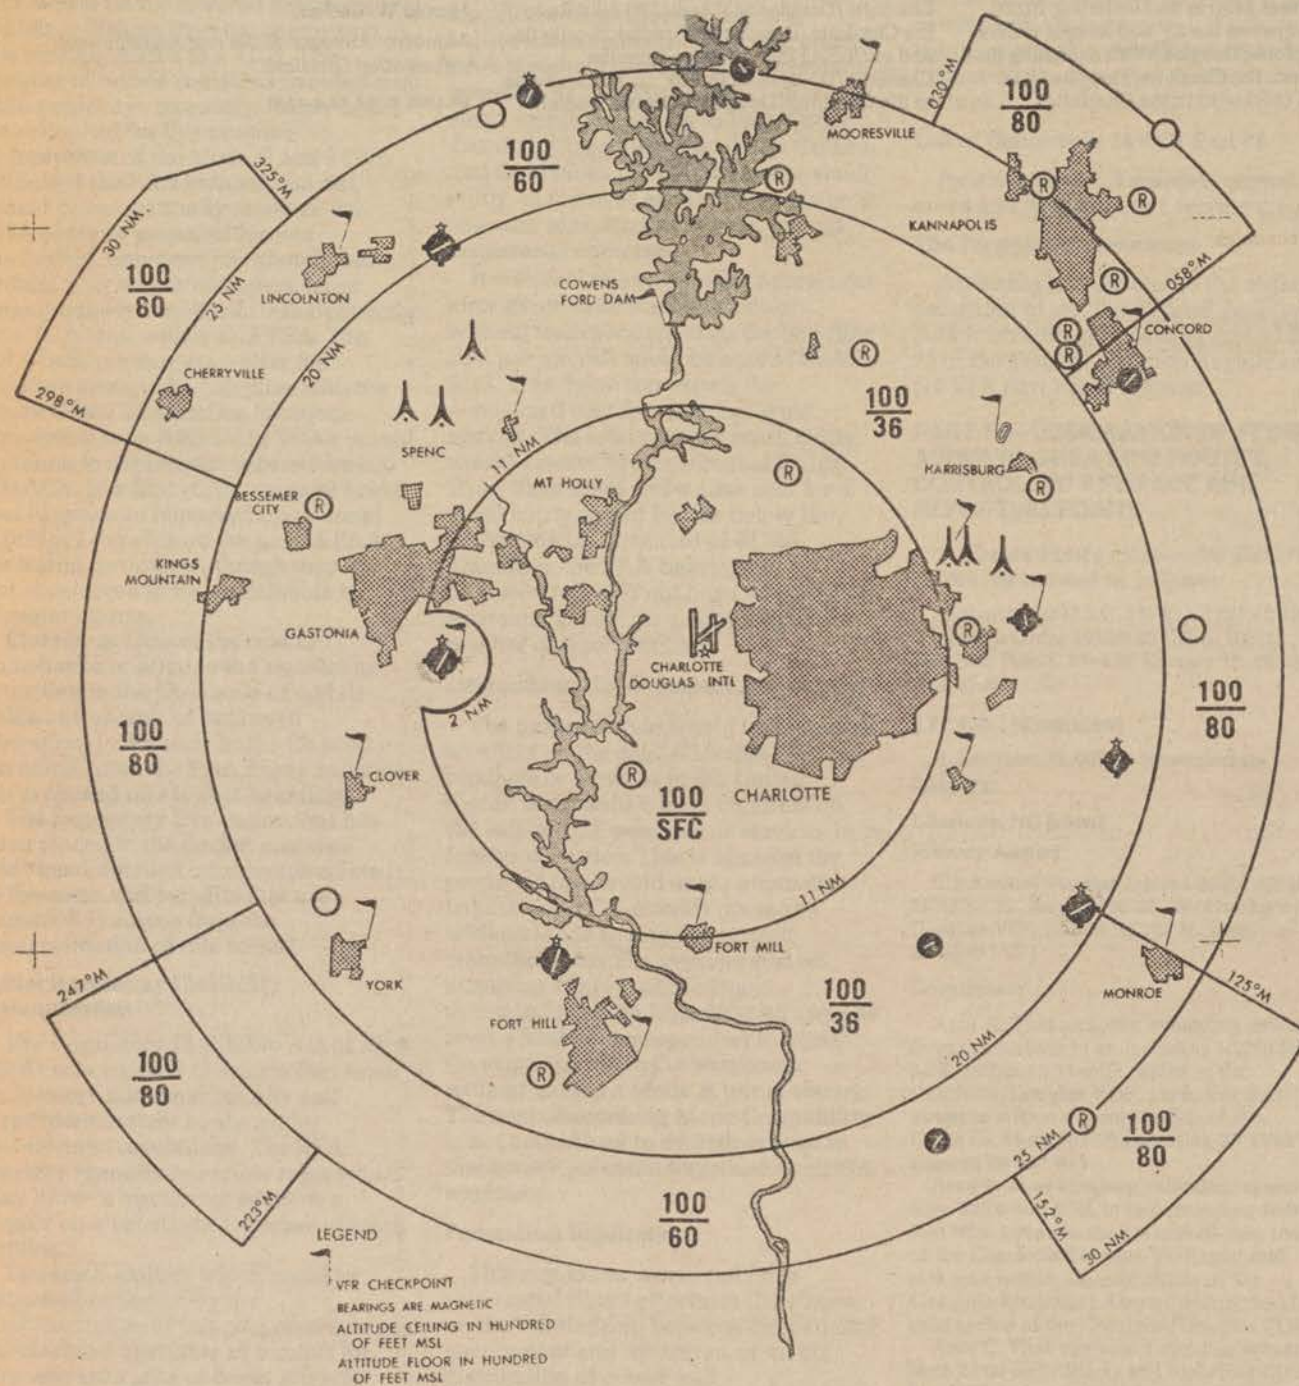 030°M
100
80
MOORESVILLE
325°M
100
60
R
R
R
KANNAPOLIS
30 NM.
100
80
25 NM
LINCOLNTON
COWENS
FORD DAM
R
058°M
CONCORD
R
R
R
20 NM
CHERRYVILLE
298°M
100
36
SPENC
11 NM
HARRISBURG
R
R
MT HOLLY
BESSEMER
CITY
R
KINGS
MOUNTAIN
GASTONIA
R
CHARLOTTE
DOUGLAS INTL
2 NM
100
80
100
80
CLOVER
R
100
SFC
CHARLOTTE
11 NM
FORT MILL
YORK
247°M
MONROE
125°M
100
36
FORT HILL
20 NM
R
100
80
R
100
80
25 NM
223°M
152°M
30 NM
100
60
LEGEND
VFR CHECKPOINT
BEARINGS ARE MAGNETIC
ALTITUDE CEILING IN HUNDRED
OF FEET MSL
ALTITUDE FLOOR IN HUNDRED
OF FEET MSL